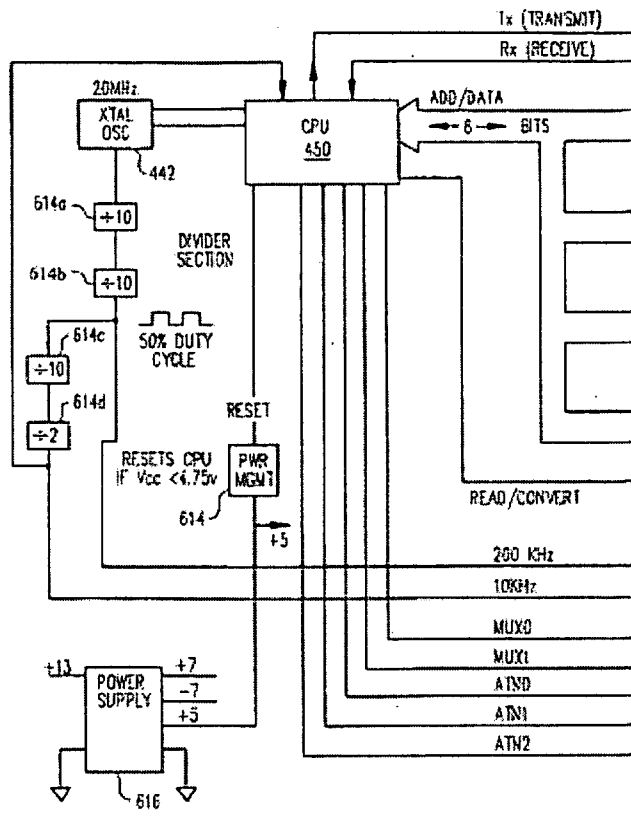 Tx (TRANSMIT)
Rx (RECEIVE)
20MHz
XTAL
OSC
442
CPU
450
ADD/DATA
8 BITS
614a
÷10
614b
÷10
DIVIDER
SECTION
614c
÷10
50% DUTY
CYCLE
614d
÷2
RESET
RESETS CPU
IF Vcc <4.75v
PWR
MGMT
614
+5
READ/CONVERT
200 KHz
10KHz
MUX0
MUX1
ATN0
ATN1
ATN2
+13
POWER
SUPPLY
+7
-7
+5
616